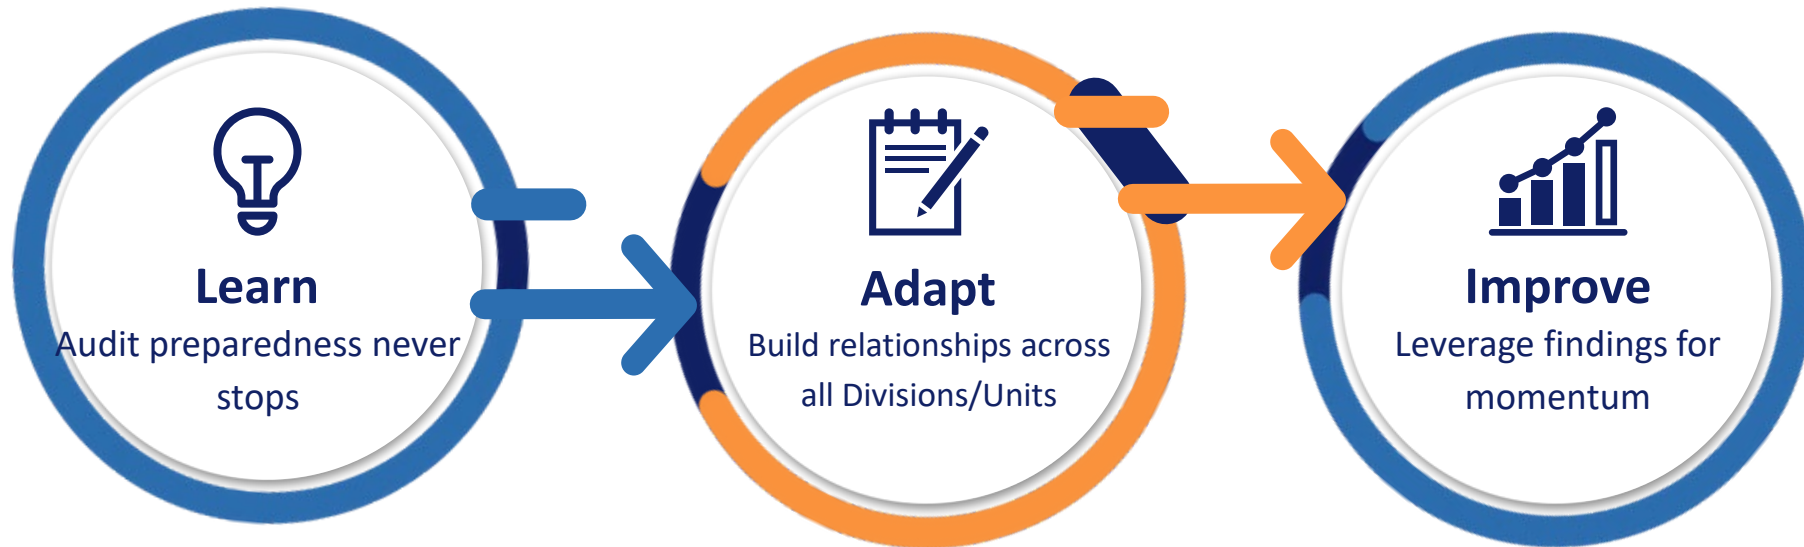 Learn
Audit preparedness never
stops
Adapt
Build relationships across
all Divisions/Units
Improve
Leverage findings for
momentum